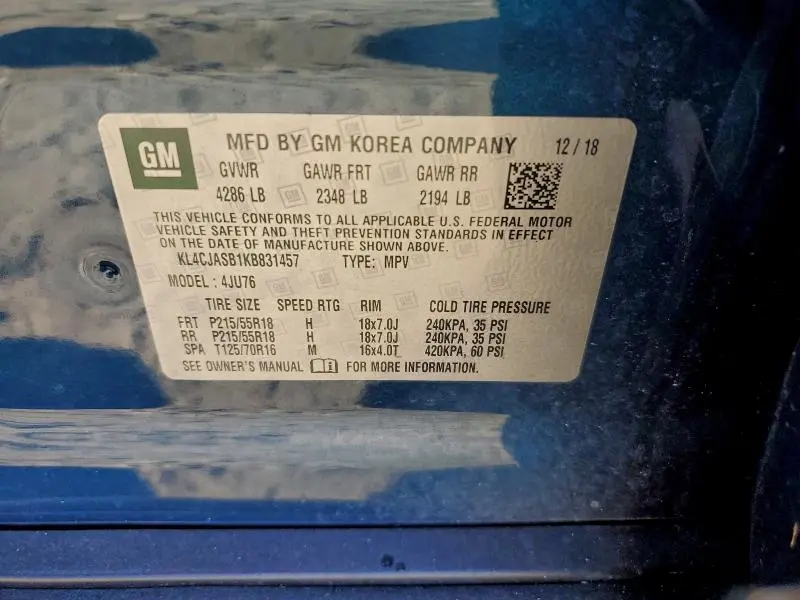 GM
MFD BY GM KOREA COMPANY 12 / 18
GVWR GAWR FRT GAWR RR
4286 LB 2348 LB 2194 LB
THIS VEHICLE CONFORMS TO ALL APPLICABLE U.S. FEDERAL MOTOR
VEHICLE SAFETY AND THEFT PREVENTION STANDARDS IN EFFECT
ON THE DATE OF MANUFACTURE SHOWN ABOVE.
KL4CJASB1KB831457 TYPE: MPV
MODEL : 4JU76
TIRE SIZE SPEED RTG RIM COLD TIRE PRESSURE
FRT P215/55R18 H 18x7.0J 240KPA, 35 PSI
RR P215/55R18 H 18x7.0J 240KPA, 35 PSI
SPA T125/70R16 M 16x4.0T 420KPA, 60 PSI
SEE OWNER'S MANUAL FOR MORE INFORMATION.